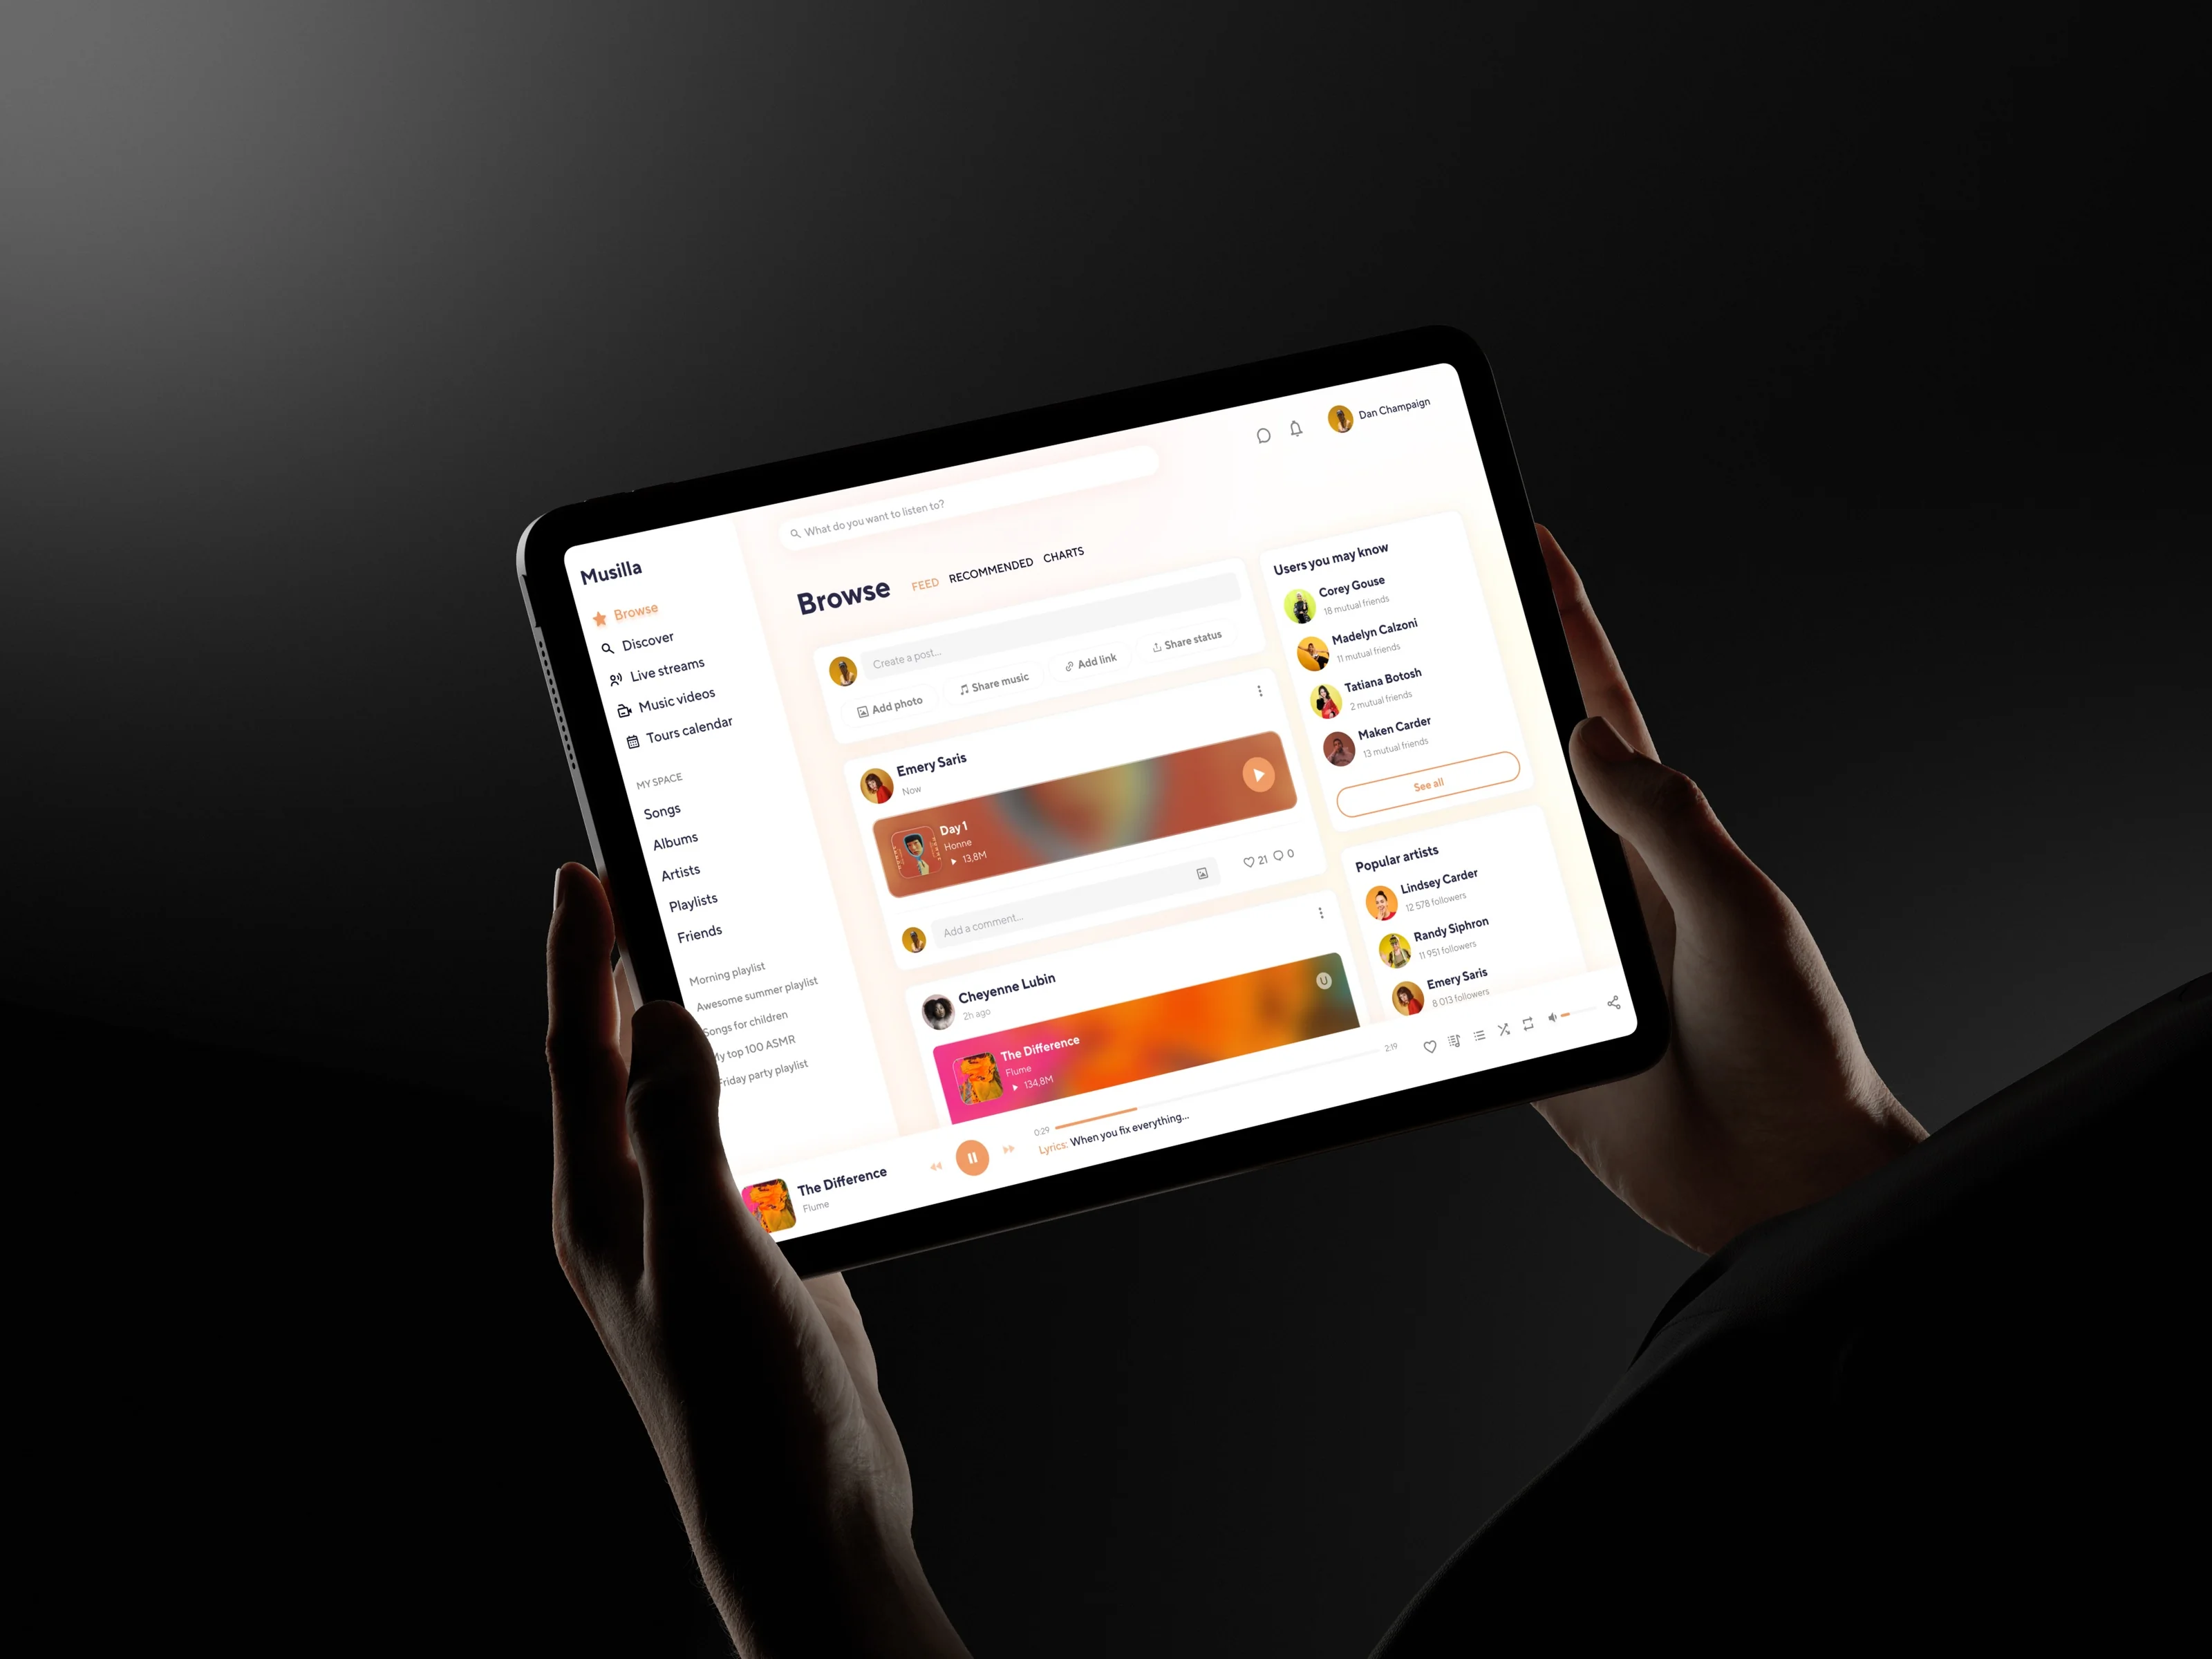 Dan Champaign
What do you want to listen to?
Musilla
Browse
Discover
Live streams
Music videos
Tours calendar
MY SPACE
Songs
Albums
Artists
Playlists
Friends
Morning playlist
Awesome summer playlist
Songs for children
My top 100 ASMR
Friday party playlist
Browse FEED RECOMMENDED CHARTS
Create a post...
Add photo Share music Add link Share status
Emery Saris
Now
Day 1
Honne
13,8M
21 0
Add a comment...
Cheyenne Lubin
2h ago
U
The Difference
Flume
134,8M
Users you may know
Corey Gouse
18 mutual friends
Madelyn Calzoni
11 mutual friends
Tatiana Botosh
2 mutual friends
Maken Carder
13 mutual friends
See all
Popular artists
Lindsey Carder
12 578 followers
Randy Siphron
11 951 followers
Emery Saris
8 013 followers
The Difference
Flume
0:29
2:19
Lyrics: When you fix everything...